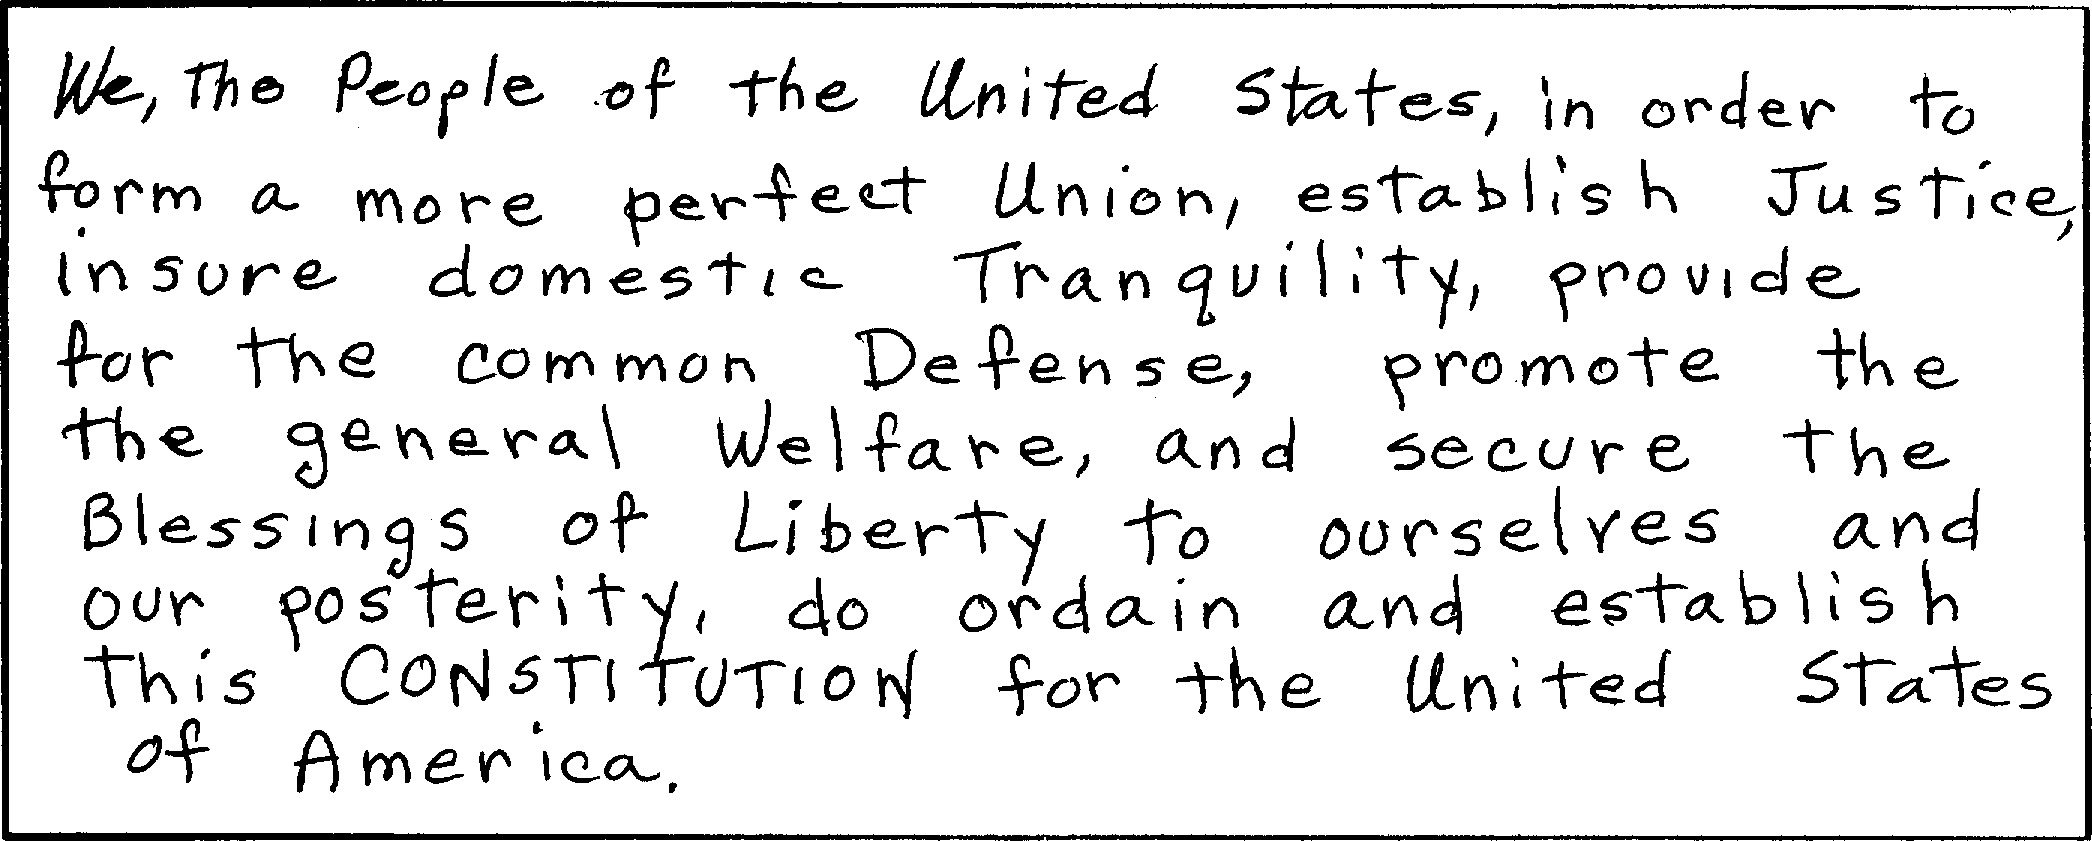 We, The People of the United States, in order to
form a more perfect Union, establish Justice,
insure domestic Tranquility, provide
for the common Defense, promote the
the general Welfare, and secure the
Blessings of Liberty to ourselves and
our posterity, do ordain and establish
this CONSTITUTION for the United States
of America.